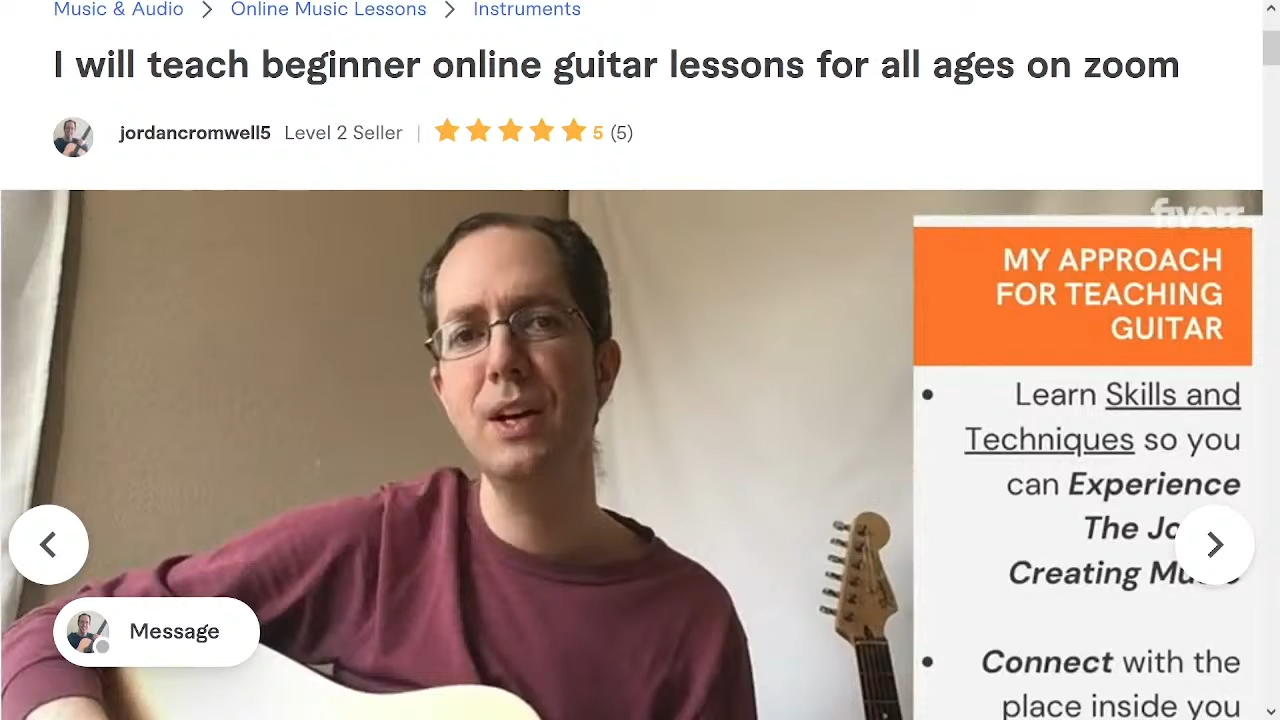 Music & Audio > Online Music Lessons > Instruments
I will teach beginner online guitar lessons for all ages on zoom
jordancromwell5 Level 2 Seller | 5 (5)
fiverr
MY APPROACH
FOR TEACHING
GUITAR
• Learn Skills and
Techniques so you
can Experience
The
Creating
Message
• Connect with the
place inside you